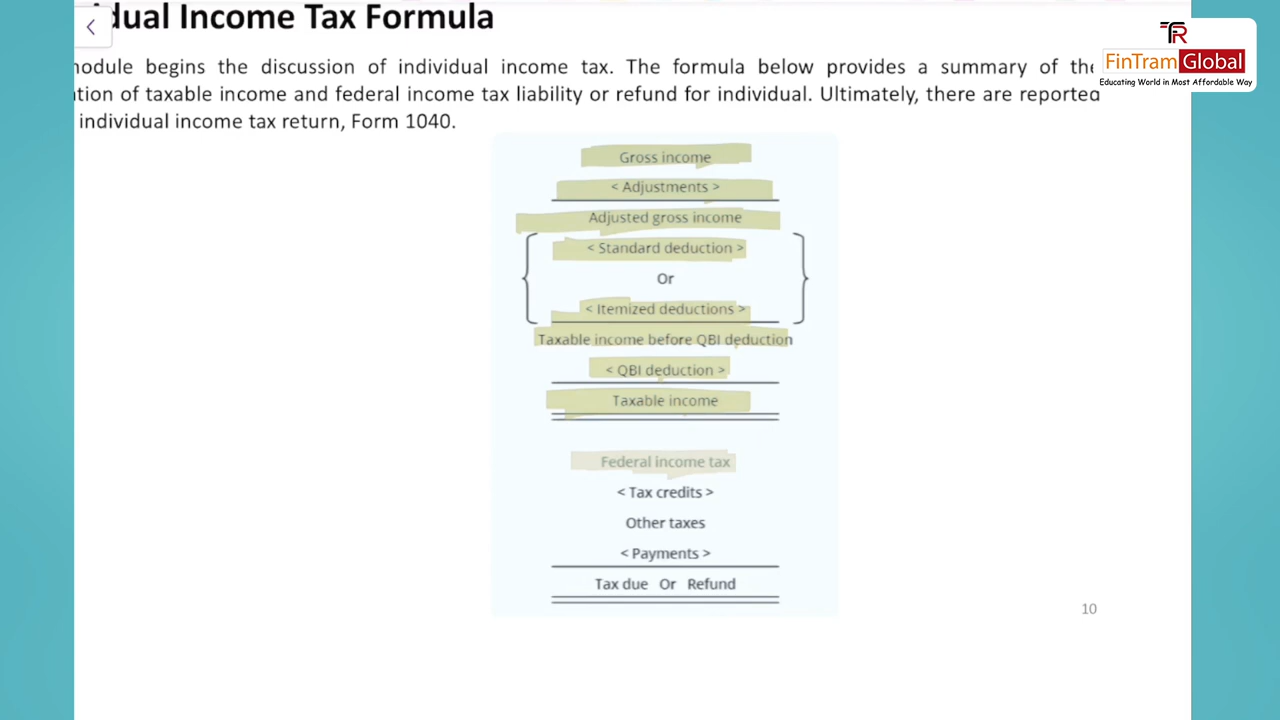 dual Income Tax Formula
module begins the discussion of individual income tax. The formula below provides a summary of the
tion of taxable income and federal income tax liability or refund for individual. Ultimately, there are reported
individual income tax return, Form 1040.
TR
FinTram Global
Educating World in Most Affordable Way
Gross income
< Adjustments >
Adjusted gross income
< Standard deduction >
Or
< Itemized deductions >
Taxable income before QBI deduction
< QBI deduction >
Taxable income
Federal income tax
< Tax credits >
Other taxes
< Payments >
Tax due Or Refund
10